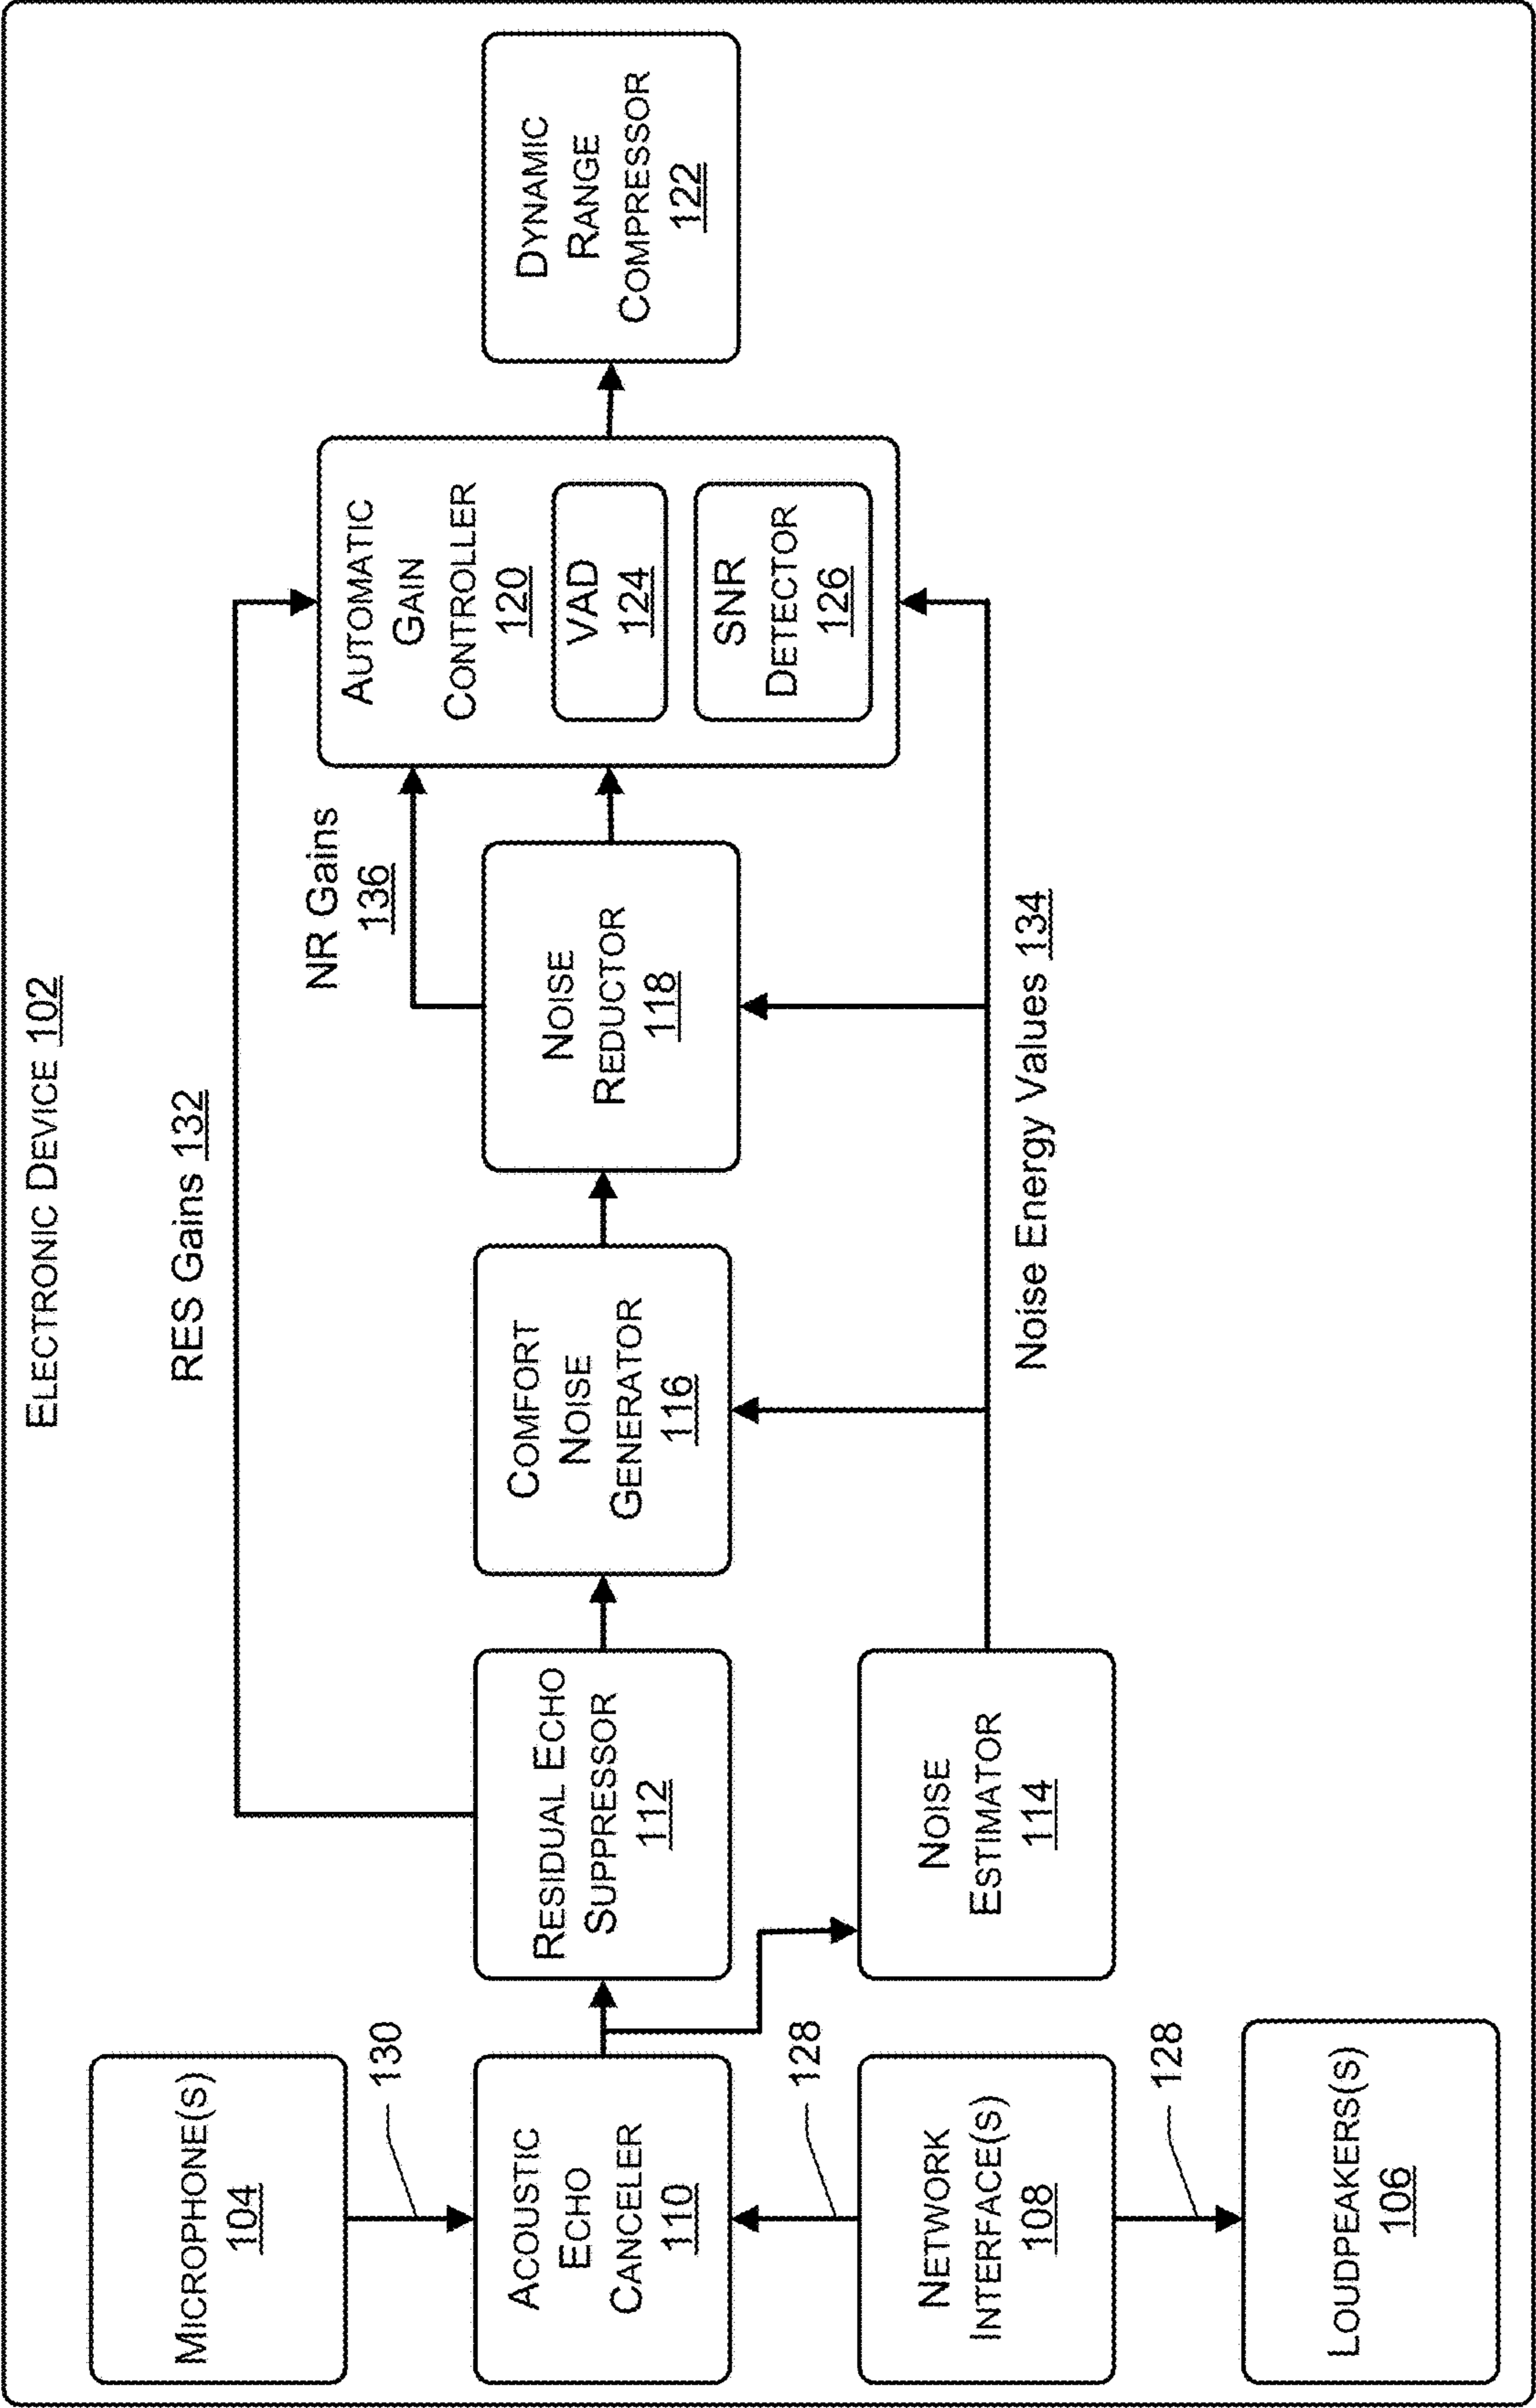 ELECTRONIC DEVICE 102
RES Gains 132
MICROPHONE(S)
104
130
ACOUSTIC
ECHO
CANCELER
110
128
NETWORK
INTERFACE(S)
108
128
LOUDPEAKERS(S)
106
RESIDUAL ECHO
SUPPRESSOR
112
NOISE
ESTIMATOR
114
COMFORT
NOISE
GENERATOR
116
NOISE
REDUCTOR
118
NR Gains
136
Noise Energy Values 134
AUTOMATIC
GAIN
CONTROLLER
120
VAD
124
SNR
DETECTOR
126
DYNAMIC
RANGE
COMPRESSOR
122